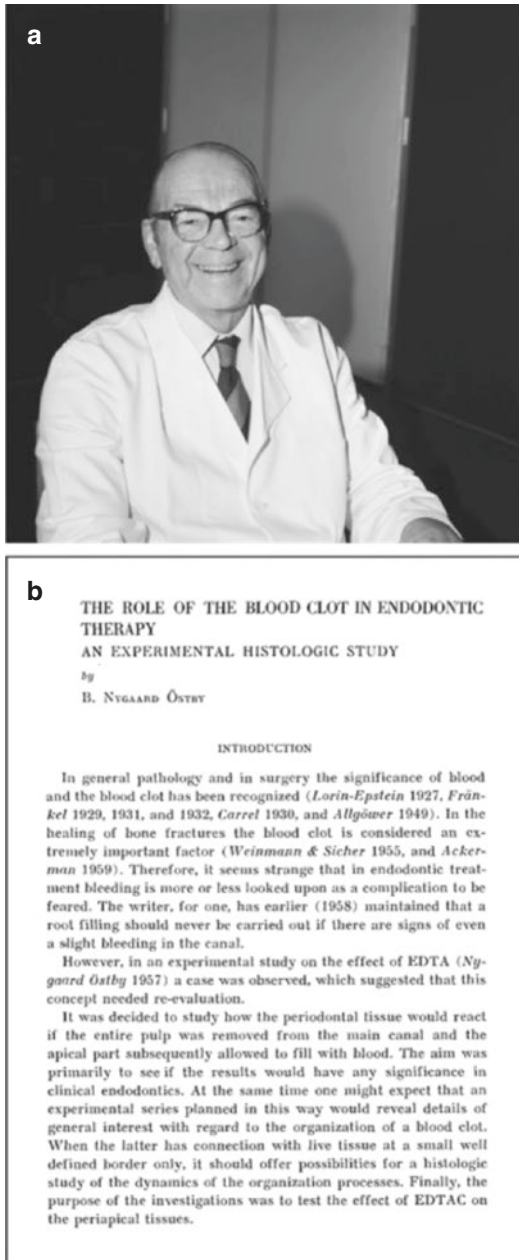 a
b
THE ROLE OF THE BLOOD CLOT IN ENDODONTIC
THERAPY
AN EXPERIMENTAL HISTOLOGIC STUDY
by
B. NYGAARD ÖSTBY
INTRODUCTION
In general pathology and in surgery the significance of blood
and the blood clot has been recognized (Lorin-Epstein 1927, Frän-
kel 1929, 1931, and 1932, Carrel 1930, and Allgöwer 1949). In the
healing of bone fractures the blood clot is considered an ex-
tremely important factor (Weinmann & Sicher 1955, and Acker-
man 1959). Therefore, it seems strange that in endodontic treat-
ment bleeding is more or less looked upon as a complication to be
feared. The writer, for one, has earlier (1958) maintained that a
root filling should never be carried out if there are signs of even
a slight bleeding in the canal.
However, in an experimental study on the effect of EDTA (Ny-
gaard Östby 1957) a case was observed, which suggested that this
concept needed re-evaluation.
It was decided to study how the periodontal tissue would react
if the entire pulp was removed from the main canal and the
apical part subsequently allowed to fill with blood. The aim was
primarily to see if the results would have any significance in
clinical endodontics. At the same time one might expect that an
experimental series planned in this way would reveal details of
general interest with regard to the organization of a blood clot.
When the latter has connection with live tissue at a small well
defined border only, it should offer possibilities for a histologic
study of the dynamics of the organization processes. Finally, the
purpose of the investigations was to test the effect of EDTAC on
the periapical tissues.